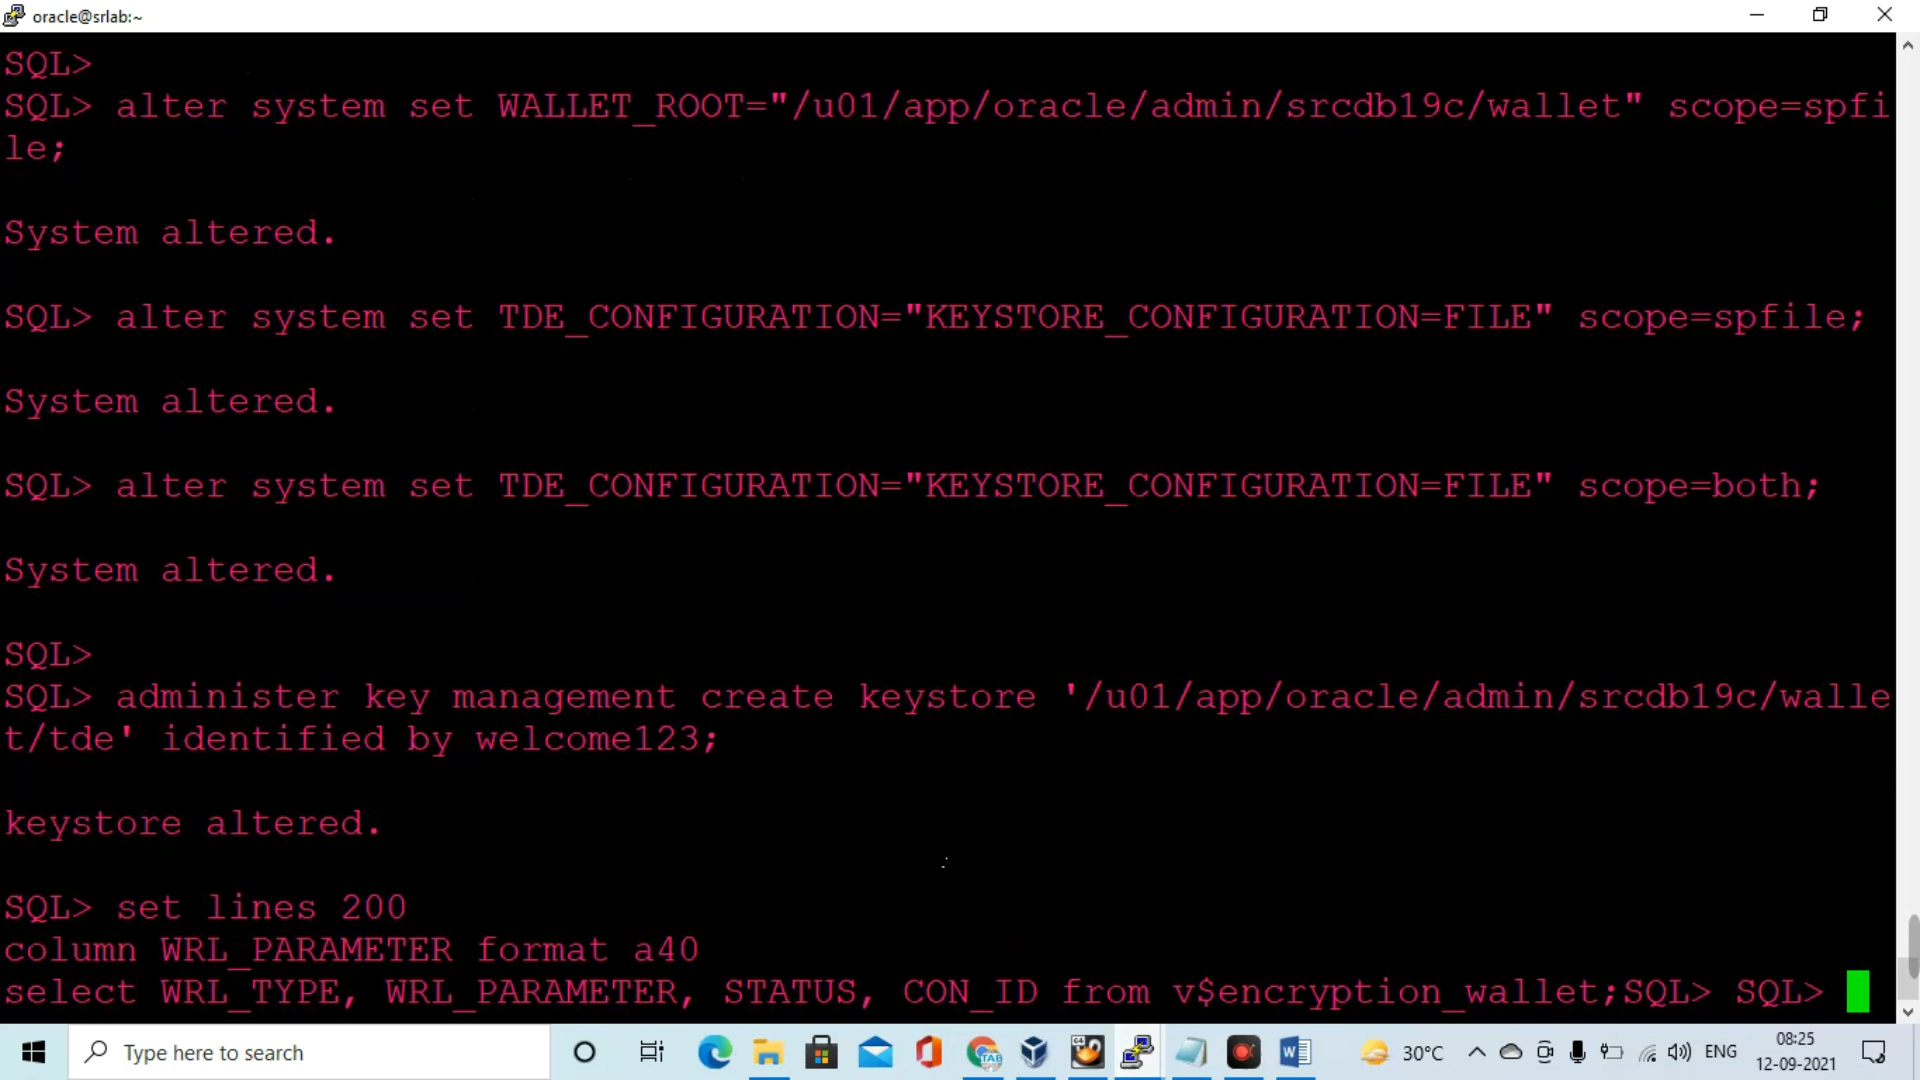 oracle@srlab:~
SQL>
SQL> alter system set WALLET_ROOT="/u01/app/oracle/admin/srcdb19c/wallet" scope=spfi
le;
System altered.
SQL> alter system set TDE_CONFIGURATION="KEYSTORE_CONFIGURATION=FILE" scope=spfile;
System altered.
SQL> alter system set TDE_CONFIGURATION="KEYSTORE_CONFIGURATION=FILE" scope=both;
System altered.
SQL>
SQL> administer key management create keystore '/u01/app/oracle/admin/srcdb19c/walle
t/tde' identified by welcome123;
keystore altered.
SQL> set lines 200
column WRL_PARAMETER format a40
select WRL_TYPE, WRL_PARAMETER, STATUS, CON_ID from v$encryption_wallet;SQL> SQL>
Type here to search
30°C
ENG
08:25
12-09-2021